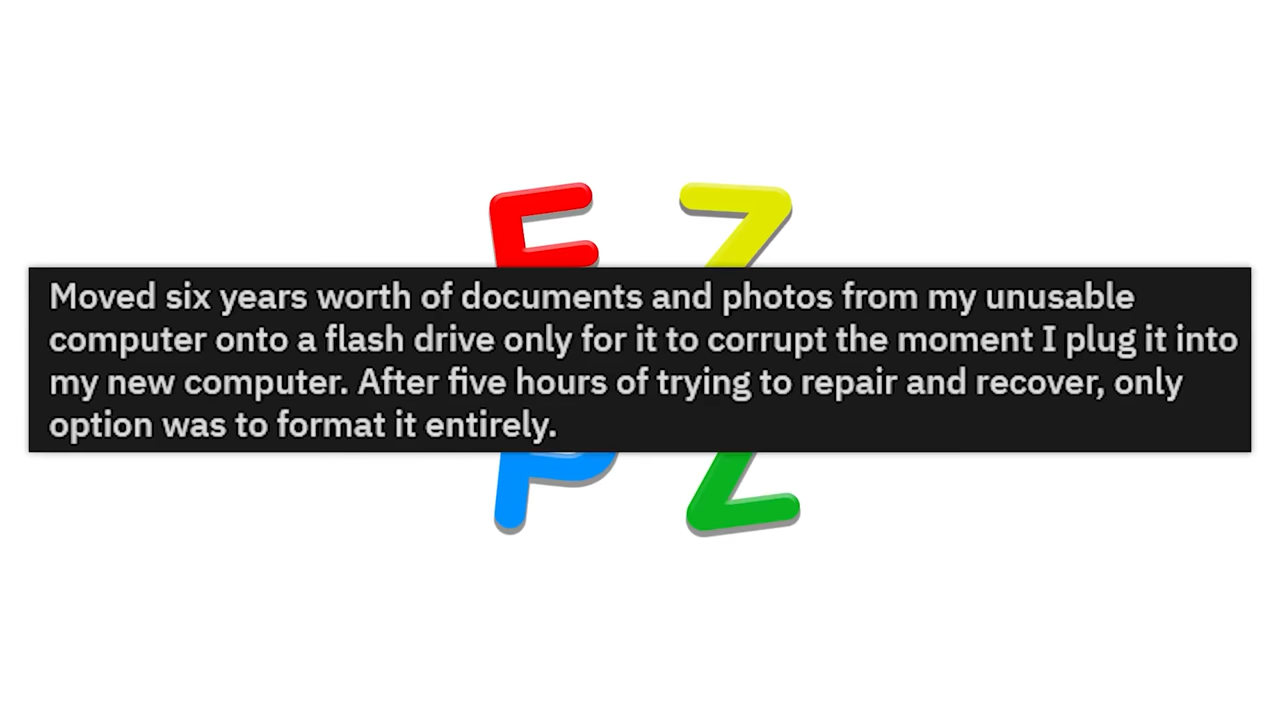 Moved six years worth of documents and photos from my unusable
computer onto a flash drive only for it to corrupt the moment I plug it into
my new computer. After five hours of trying to repair and recover, only
option was to format it entirely.